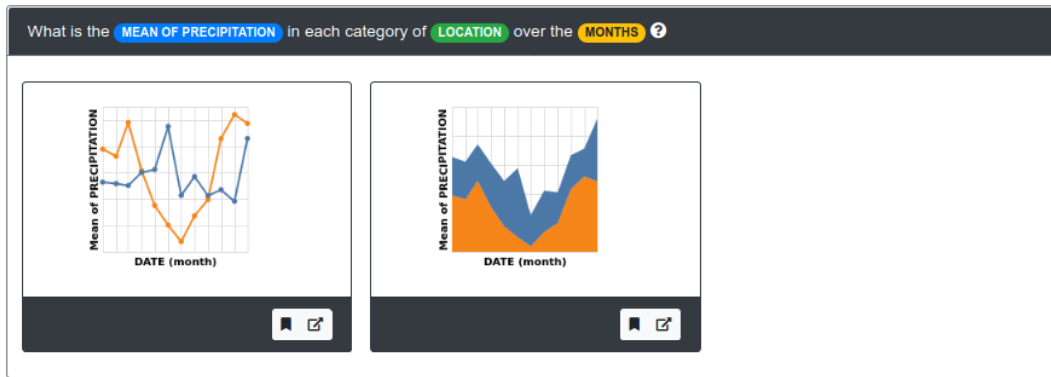 What is the MEAN OF PRECIPITATION in each category of LOCATION over the MONTHS ?
Mean of PRECIPITATION
DATE (month)
Mean of PRECIPITATION
DATE (month)